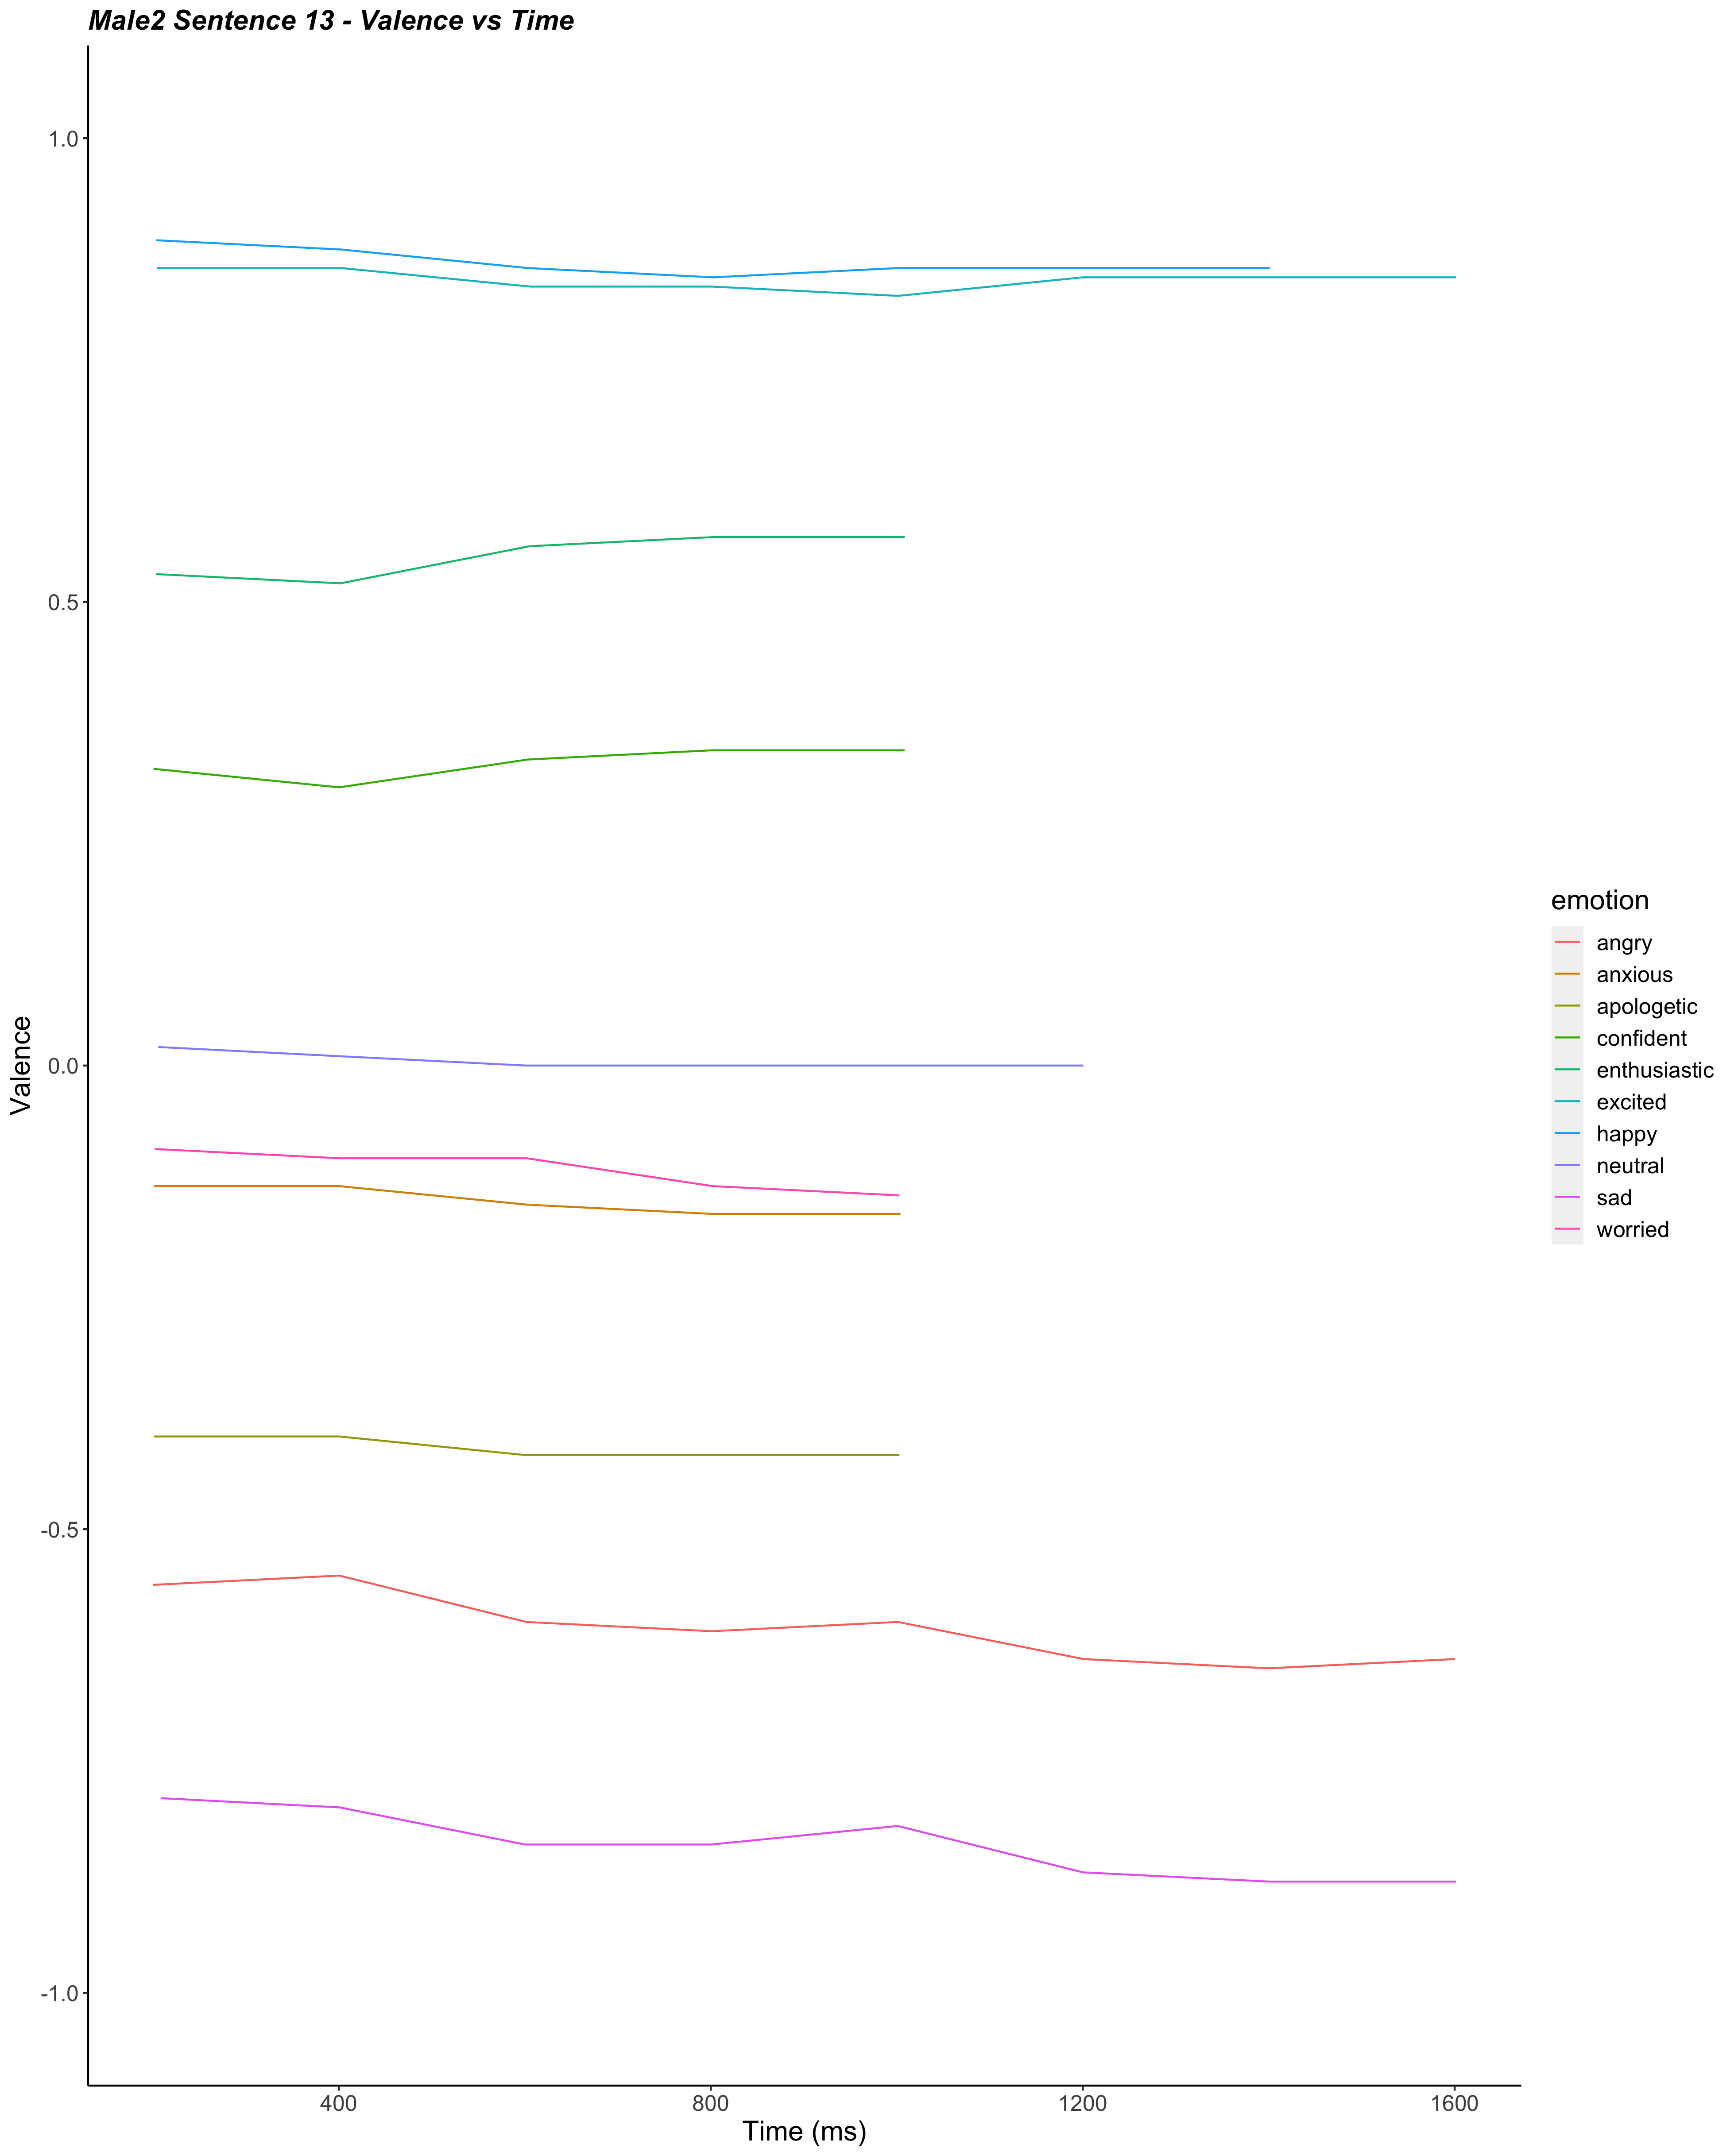 Male2 Sentence 13 - Valence vs Time
1.0
0.5
0.0
-0.5
-1.0
Valence
400 800 1200 1600
Time (ms)
emotion
angry
anxious
apologetic
confident
enthusiastic
excited
happy
neutral
sad
worried